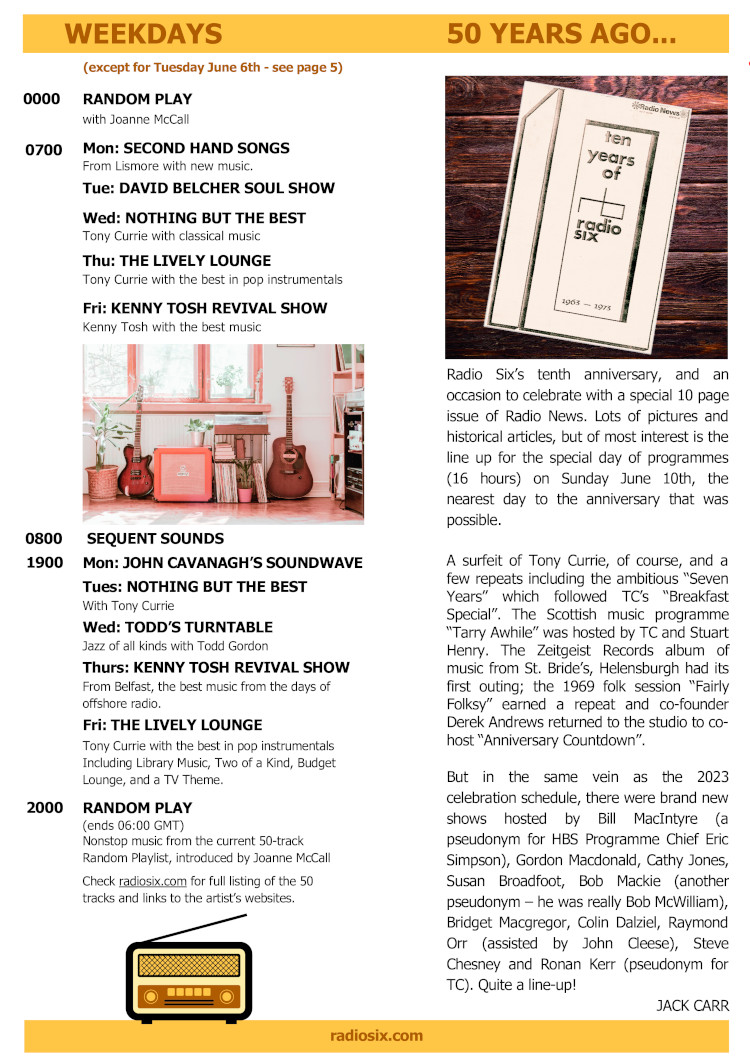 WEEKDAYS
(except for Tuesday June 6th - see page 5)
0000 RANDOM PLAY
with Joanne McCall
0700 Mon: SECOND HAND SONGS
From Lismore with new music.
Tue: DAVID BELCHER SOUL SHOW
Wed: NOTHING BUT THE BEST
Tony Currie with classical music
Thu: THE LIVELY LOUNGE
Tony Currie with the best in pop instrumentals
Fri: KENNY TOSH REVIVAL SHOW
Kenny Tosh with the best music
0800 SEQUENT SOUNDS
1900 Mon: JOHN CAVANAGH’S SOUNDWAVE
Tues: NOTHING BUT THE BEST
With Tony Currie
Wed: TODD’S TURNTABLE
Jazz of all kinds with Todd Gordon
Thurs: KENNY TOSH REVIVAL SHOW
From Belfast, the best music from the days of
offshore radio.
Fri: THE LIVELY LOUNGE
Tony Currie with the best in pop instrumentals
Including Library Music, Two of a Kind, Budget
Lounge, and a TV Theme.
2000 RANDOM PLAY
(ends 06:00 GMT)
Nonstop music from the current 50-track
Random Playlist, introduced by Joanne McCall
Check radiosix.com for full listing of the 50
tracks and links to the artist’s websites.
50 YEARS AGO...
Radio News
ten
years
of
radio
six
1963 — 1973
Radio Six’s tenth anniversary, and an
occasion to celebrate with a special 10 page
issue of Radio News. Lots of pictures and
historical articles, but of most interest is the
line up for the special day of programmes
(16 hours) on Sunday June 10th, the
nearest day to the anniversary that was
possible.
A surfeit of Tony Currie, of course, and a
few repeats including the ambitious “Seven
Years” which followed TC’s “Breakfast
Special”. The Scottish music programme
“Tarry Awhile” was hosted by TC and Stuart
Henry. The Zeitgeist Records album of
music from St. Bride’s, Helensburgh had its
first outing; the 1969 folk session “Fairly
Folksy” earned a repeat and co-founder
Derek Andrews returned to the studio to co-
host “Anniversary Countdown”.
But in the same vein as the 2023
celebration schedule, there were brand new
shows hosted by Bill MacIntyre (a
pseudonym for HBS Programme Chief Eric
Simpson), Gordon Macdonald, Cathy Jones,
Susan Broadfoot, Bob Mackie (another
pseudonym – he was really Bob McWilliam),
Bridget Macgregor, Colin Dalziel, Raymond
Orr (assisted by John Cleese), Steve
Chesney and Ronan Kerr (pseudonym for
TC). Quite a line-up!
JACK CARR
radiosix.com